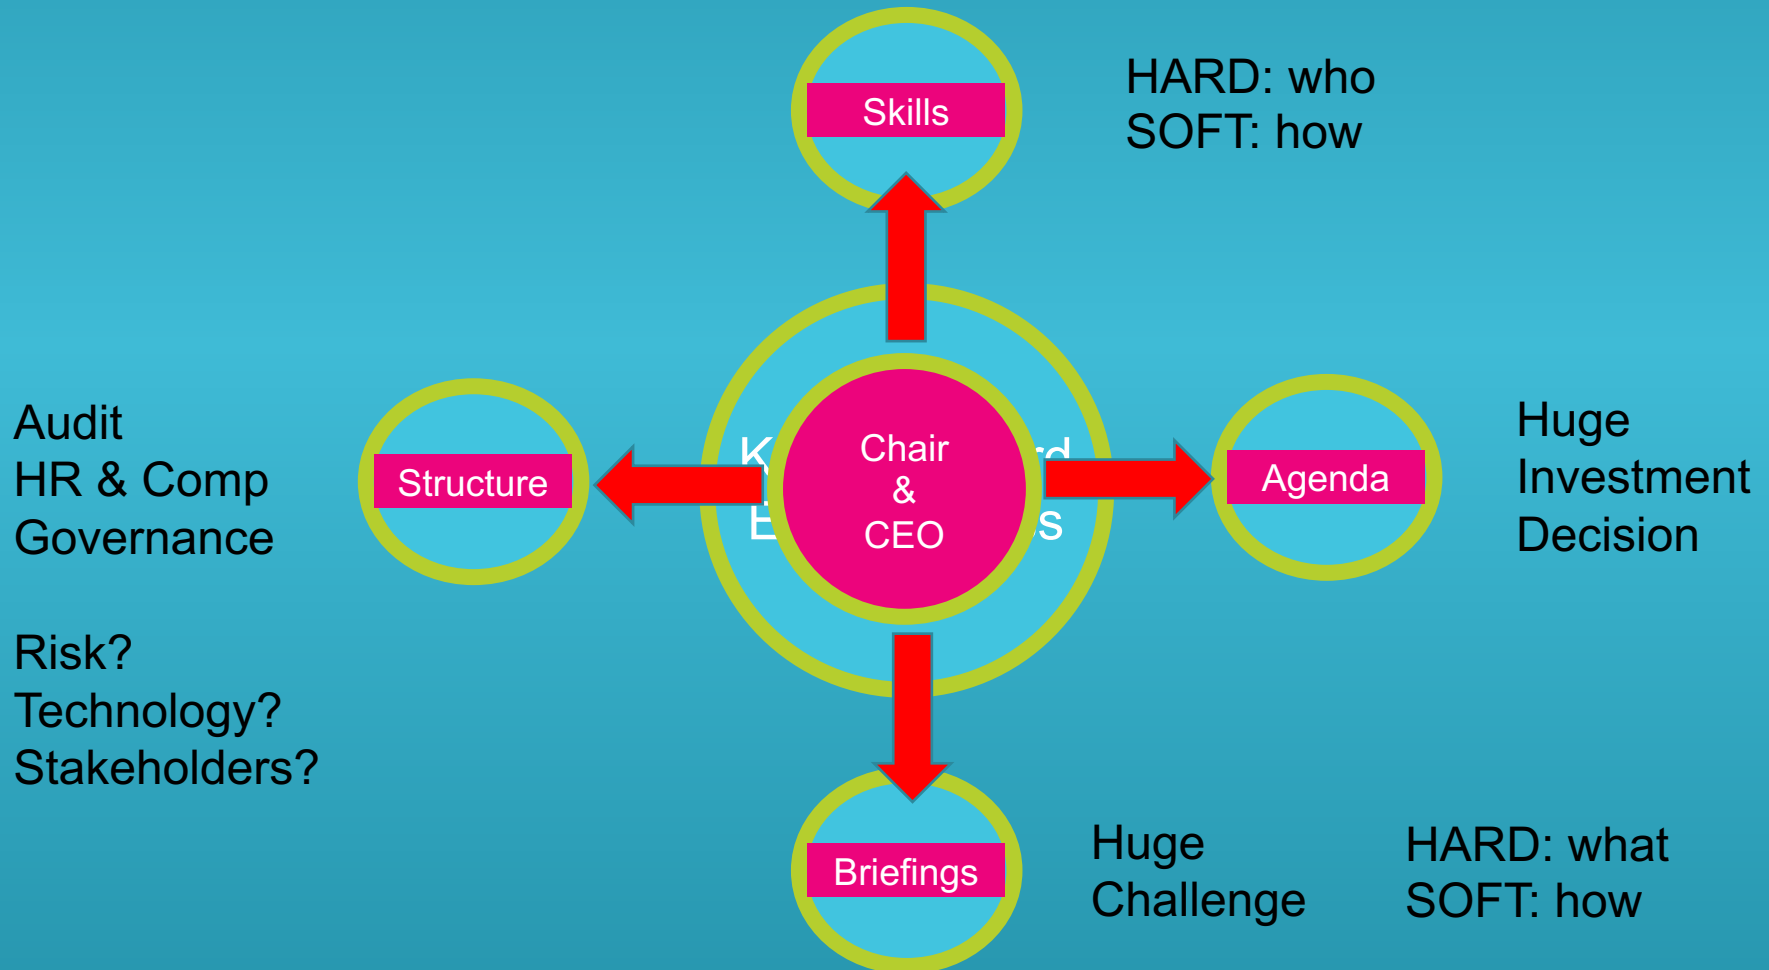 Skills
HARD: who
SOFT: how
Audit
HR & Comp
Governance
Risk?
Technology?
Stakeholders?
Structure
Chair
&
CEO
Agenda
Huge
Investment
Decision
Briefings
Huge
Challenge
HARD: what
SOFT: how